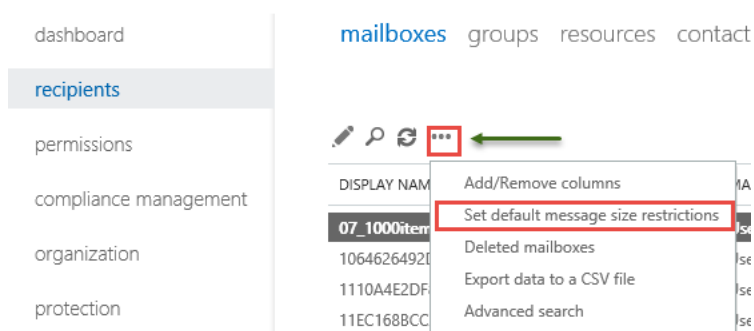 dashboard
mailboxes groups resources contact
recipients
permissions
DISPLAY NAM
Add/Remove columns
compliance management
Set default message size restrictions
07_1000item
organization
1064626492D
Deleted mailboxes
Export data to a CSV file
protection
Advanced search
11EC168BCC